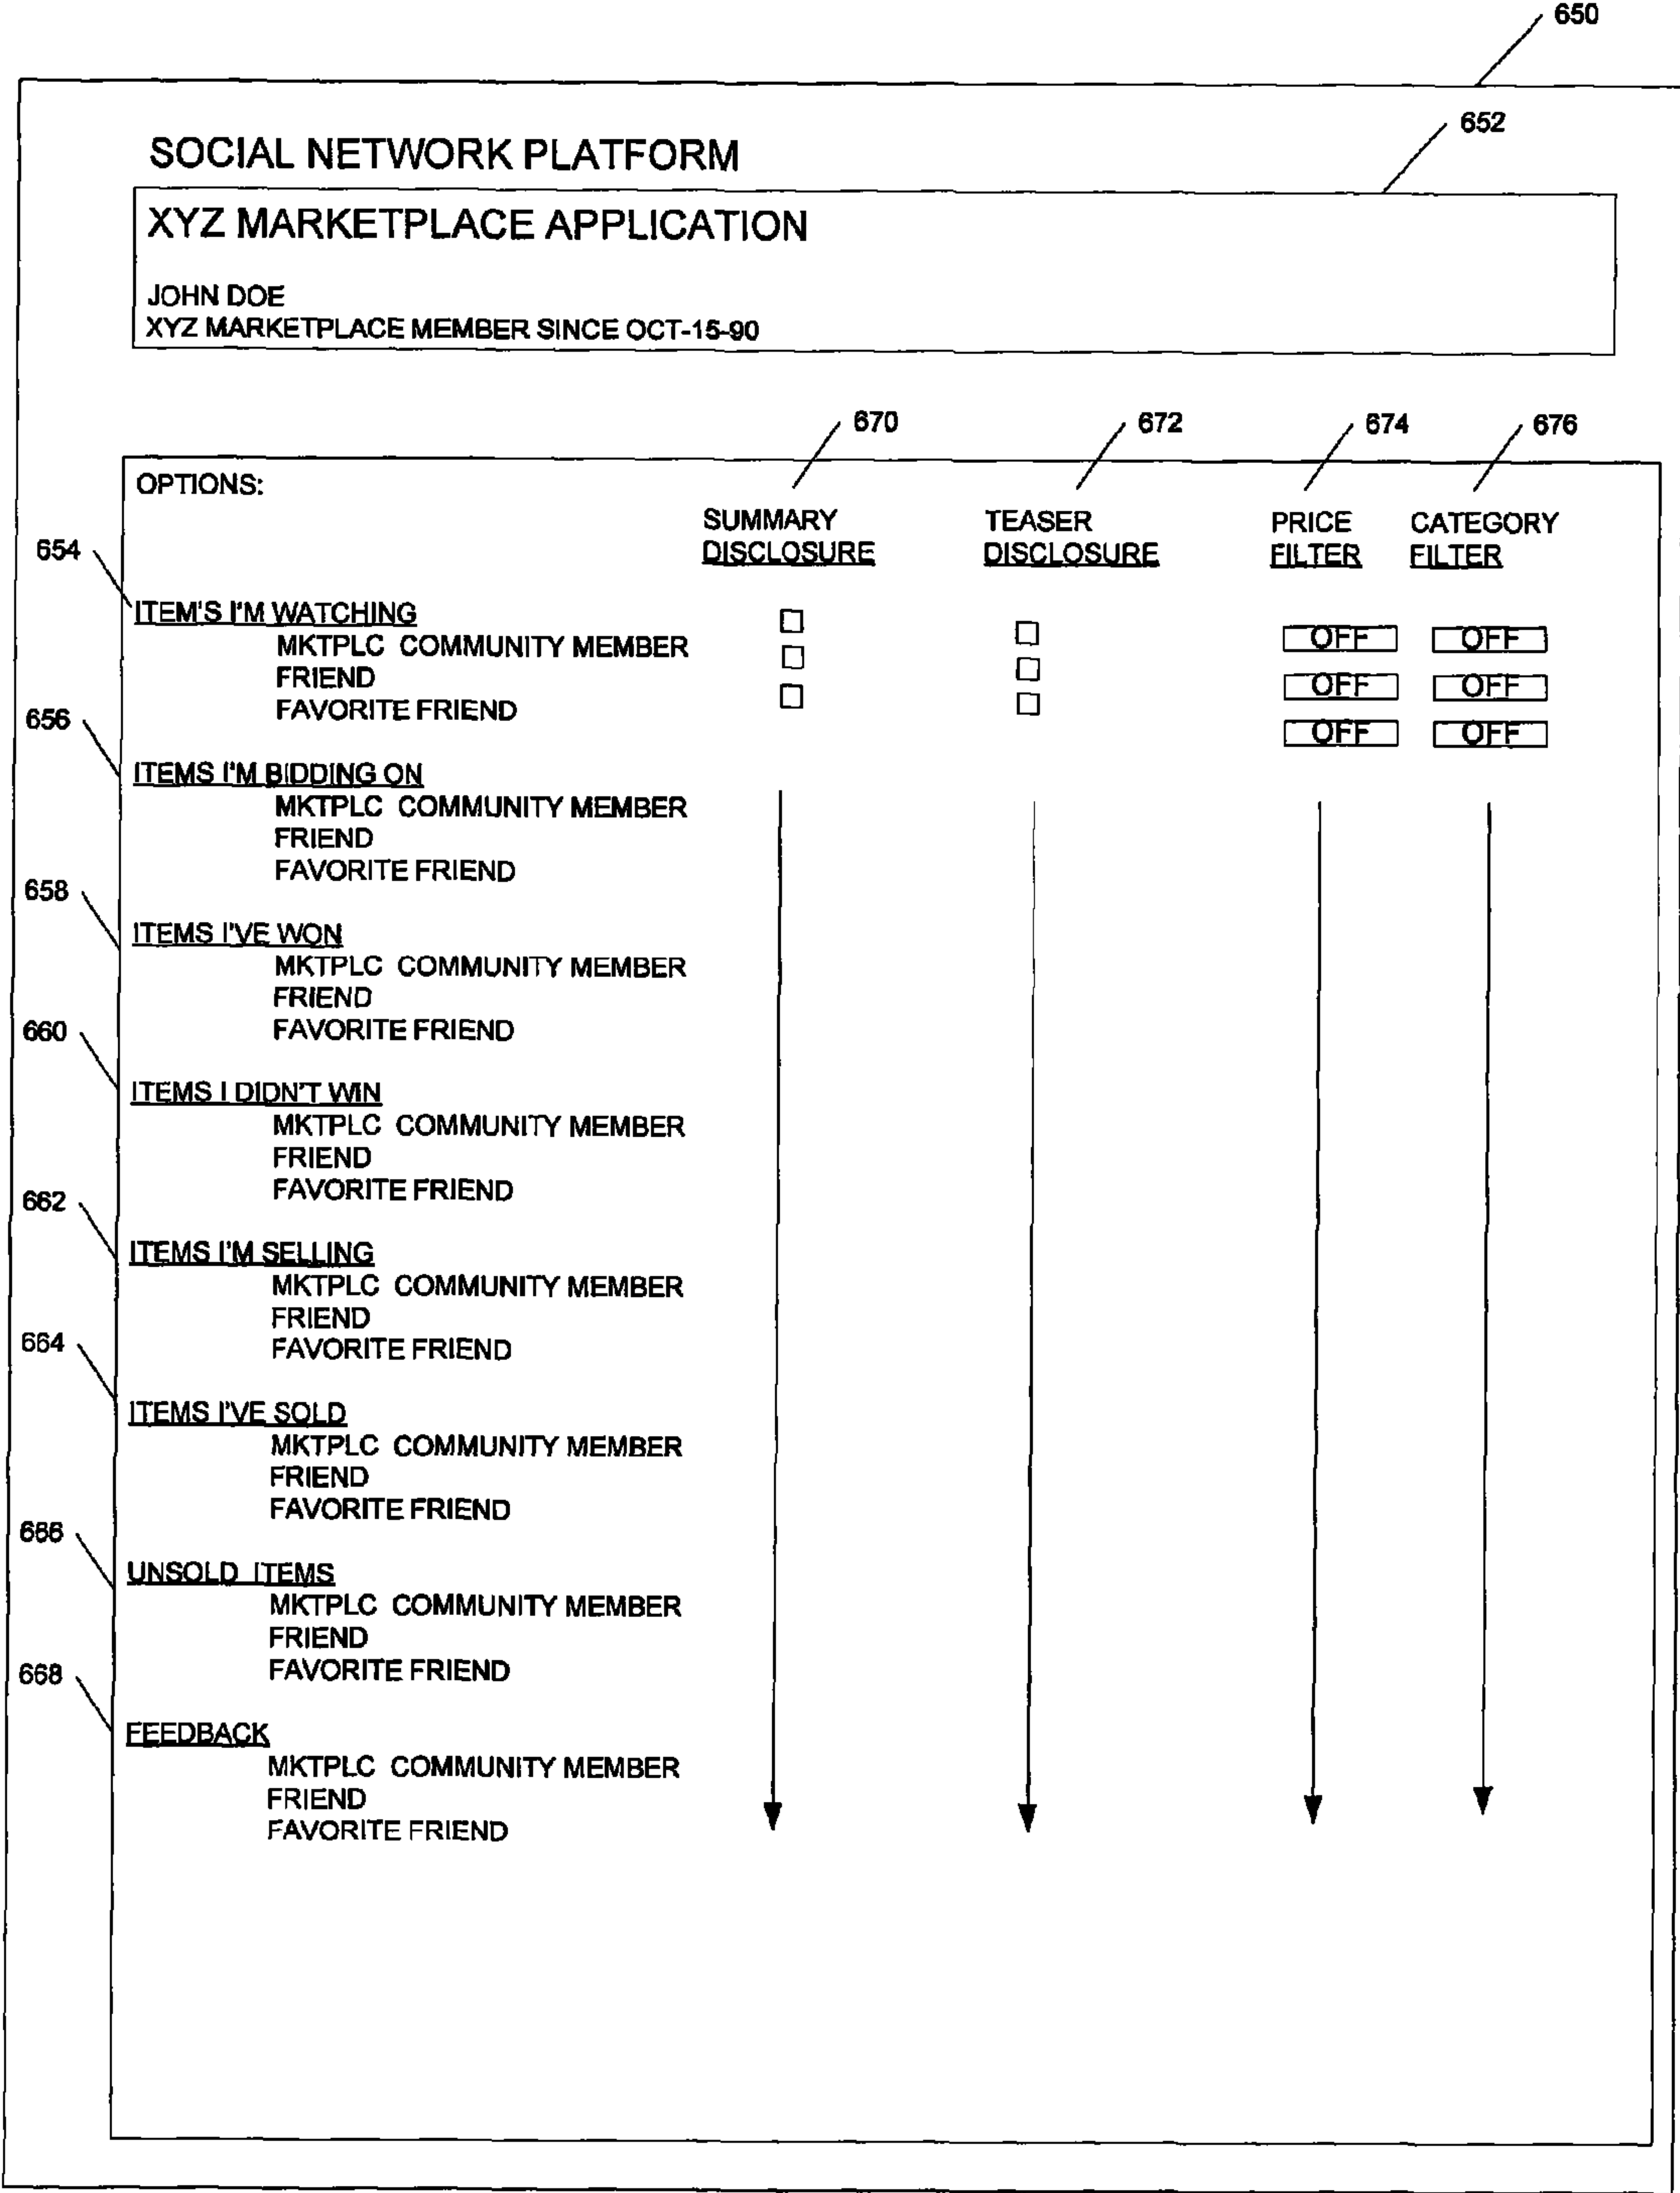 650
652
SOCIAL NETWORK PLATFORM
XYZ MARKETPLACE APPLICATION
JOHN DOE
XYZ MARKETPLACE MEMBER SINCE OCT-15-90
670
672
674
676
OPTIONS:
SUMMARY DISCLOSURE
TEASER DISCLOSURE
PRICE FILTER
CATEGORY FILTER
654
ITEM'S I'M WATCHING
MKTPLC COMMUNITY MEMBER
OFF OFF
FRIEND
OFF OFF
FAVORITE FRIEND
OFF OFF
656
ITEMS I'M BIDDING ON
MKTPLC COMMUNITY MEMBER
FRIEND
FAVORITE FRIEND
658
ITEMS I'VE WON
MKTPLC COMMUNITY MEMBER
FRIEND
FAVORITE FRIEND
660
ITEMS I DIDN'T WIN
MKTPLC COMMUNITY MEMBER
FRIEND
FAVORITE FRIEND
662
ITEMS I'M SELLING
MKTPLC COMMUNITY MEMBER
FRIEND
FAVORITE FRIEND
664
ITEMS I'VE SOLD
MKTPLC COMMUNITY MEMBER
FRIEND
FAVORITE FRIEND
666
UNSOLD ITEMS
MKTPLC COMMUNITY MEMBER
FRIEND
FAVORITE FRIEND
668
FEEDBACK
MKTPLC COMMUNITY MEMBER
FRIEND
FAVORITE FRIEND